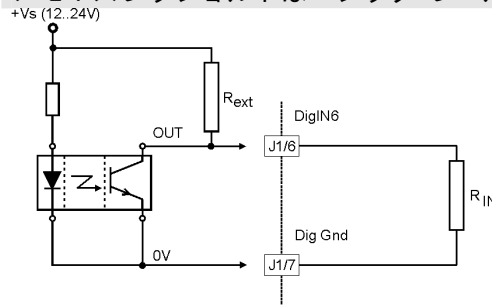 +Vs (12..24V)
Rext
DigIN6
OUT
J1/6
RIN
Dig Gnd
0V
J1/7